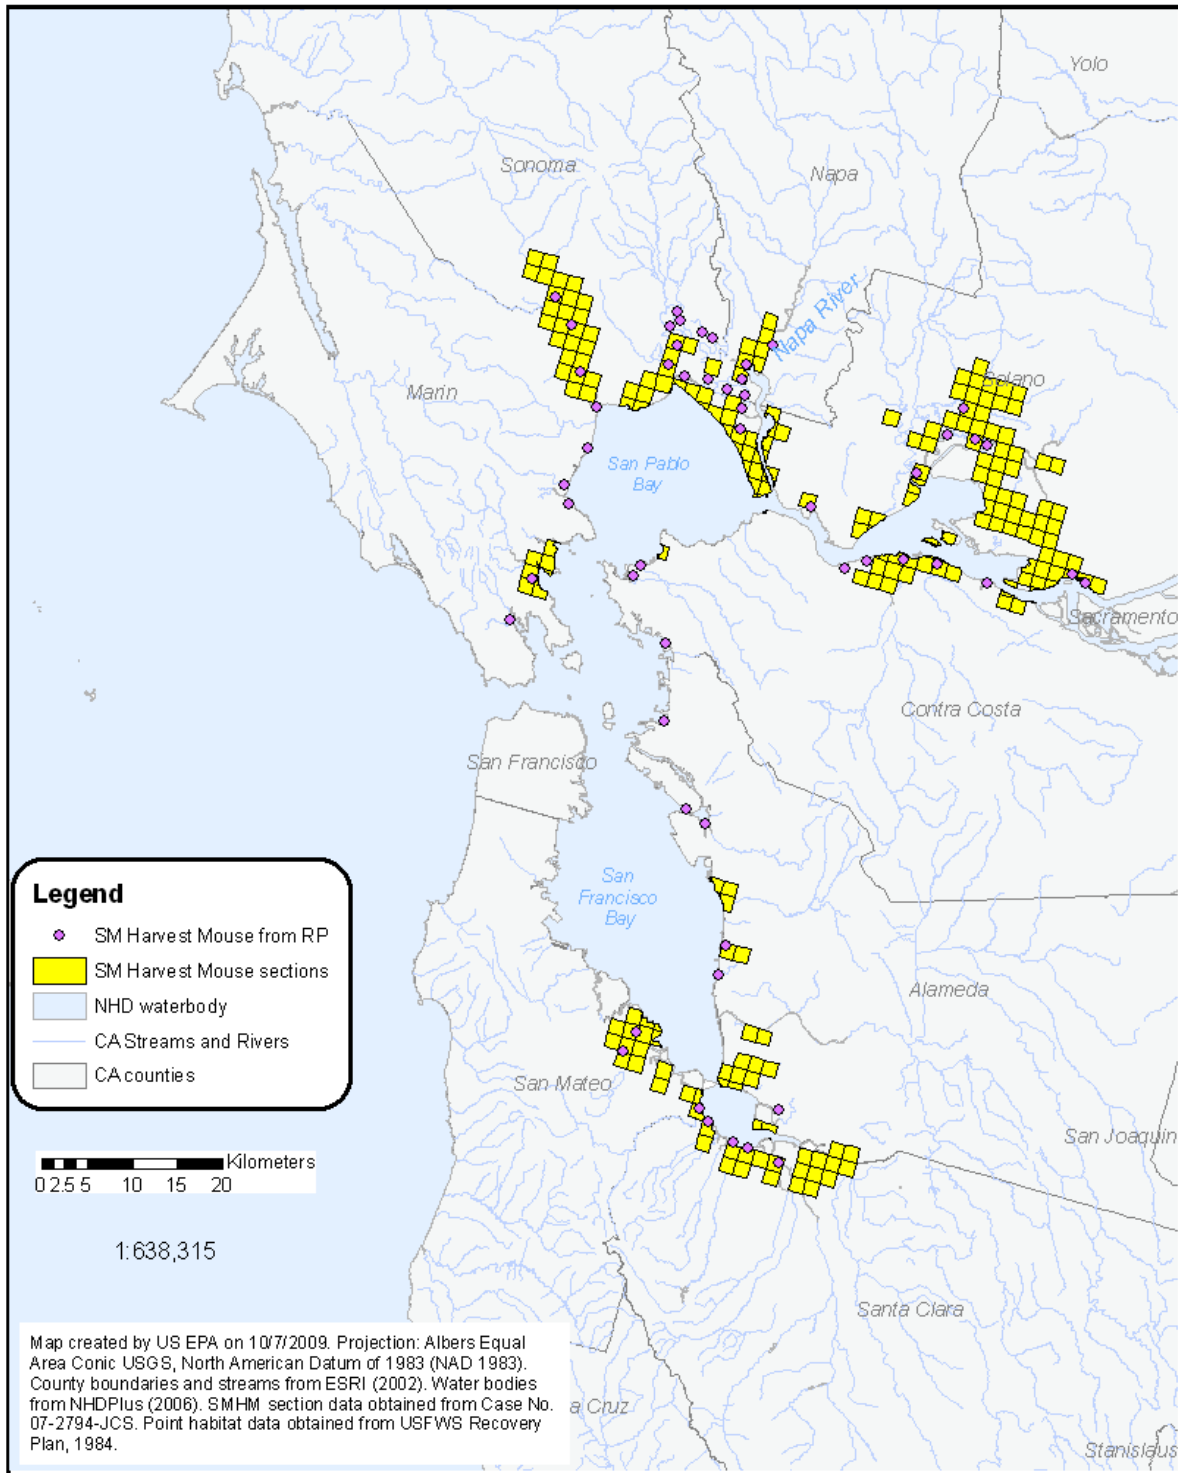 Yolo
Sonoma
Napa
Napa River
Solano
Marin
San Pablo
Bay
Sacramento
Contra Costa
San Francisco
San
Francisco
Bay
Alameda
San Mateo
San Joaquin
Santa Clara
a Cruz
Stanislaus
Legend
SM Harvest Mouse from RP
SM Harvest Mouse sections
NHD waterbody
CA Streams and Rivers
CA counties
Kilometers
0 2.5 5 10 15 20
1:638,315
Map created by US EPA on 10/7/2009. Projection: Albers Equal
Area Conic USGS, North American Datum of 1983 (NAD 1983).
County boundaries and streams from ESRI (2002). Water bodies
from NHDPlus (2006). SMHM section data obtained from Case No.
07-2794-JCS. Point habitat data obtained from USFWS Recovery
Plan, 1984.